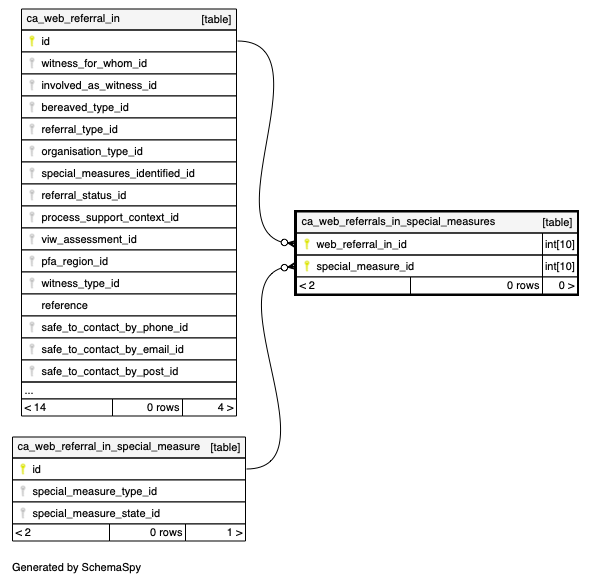 ca_web_referral_in [table]
id
witness_for_whom_id
involved_as_witness_id
bereaved_type_id
referral_type_id
organisation_type_id
special_measures_identified_id
referral_status_id
process_support_context_id
viw_assessment_id
pfa_region_id
witness_type_id
reference
safe_to_contact_by_phone_id
safe_to_contact_by_email_id
safe_to_contact_by_post_id
...
< 14 0 rows 4 >
ca_web_referrals_in_special_measures [table]
web_referral_in_id int[10]
special_measure_id int[10]
< 2 0 rows 0 >
ca_web_referral_in_special_measure [table]
id
special_measure_type_id
special_measure_state_id
< 2 0 rows 1 >
Generated by SchemaSpy